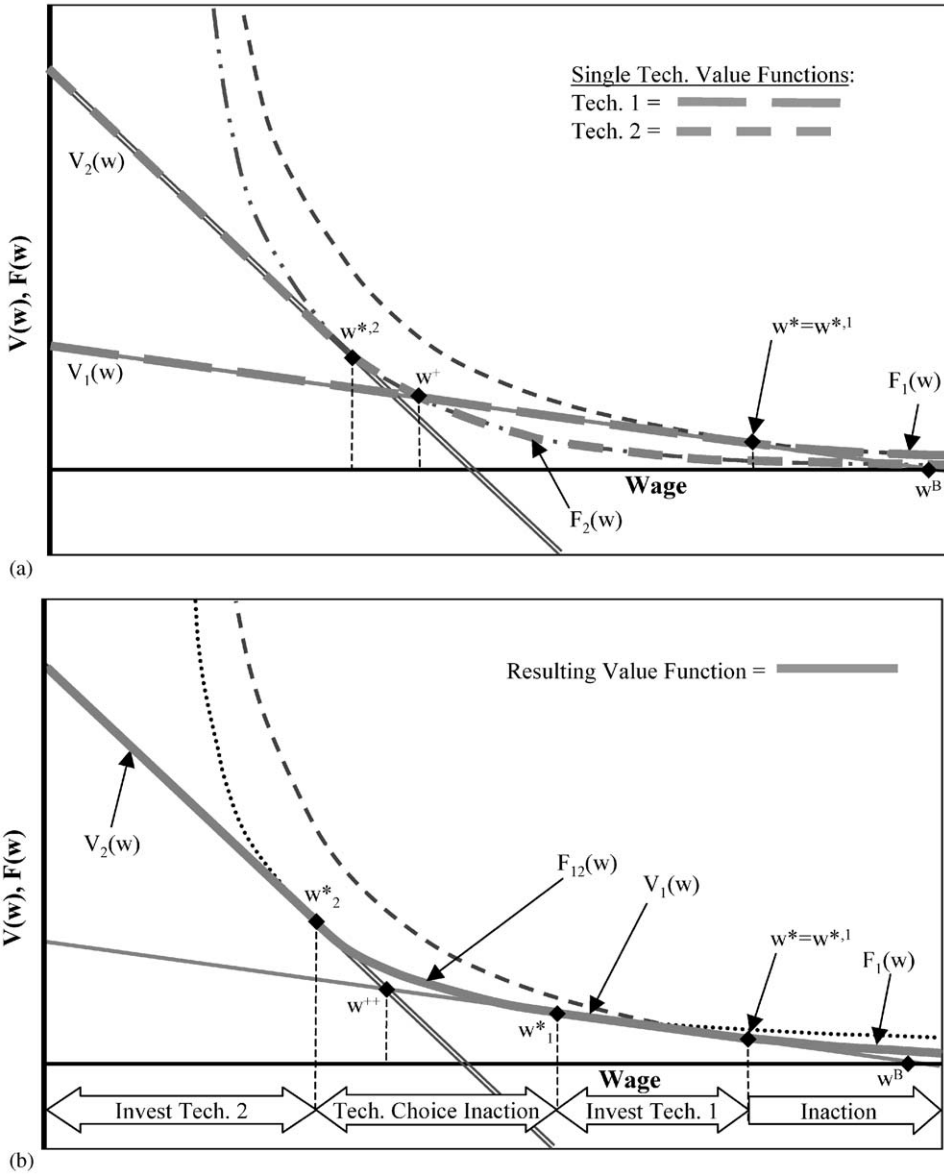 Single Tech. Value Functions:
Tech. 1 =
Tech. 2 =
V2(w)
V(w), F(w)
w*,2
w*=w*,1
V1(w)
w+
F1(w)
Wage
wB
F2(w)
(a)
Resulting Value Function =
V2(w)
F12(w)
V1(w)
w*2
w*=w*,1
F1(w)
V(w), F(w)
w++
w*1
Wage
wB
Invest Tech. 2
Tech. Choice Inaction
Invest Tech. 1
Inaction
(b)